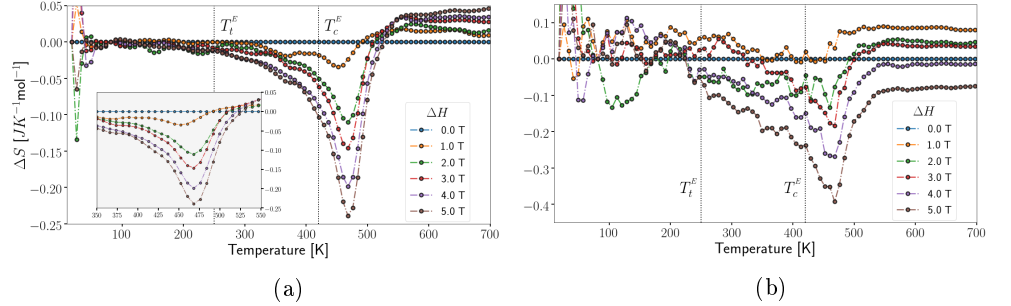 0.05
0.00
−0.05
−0.10
−0.15
−0.20
−0.25
ΔS [JK⁻¹mol⁻¹]
T_t^E
T_c^E
0.05
0.00
−0.05
−0.10
−0.15
−0.20
−0.25
350 375 400 425 450 475 500 525 550
ΔH
0.0 T
1.0 T
2.0 T
3.0 T
4.0 T
5.0 T
100 200 300 400 500 600 700
Temperature [K]
(a)
0.1
0.0
−0.1
−0.2
−0.3
−0.4
T_t^E
T_c^E
ΔH
0.0 T
1.0 T
2.0 T
3.0 T
4.0 T
5.0 T
100 200 300 400 500 600 700
Temperature [K]
(b)